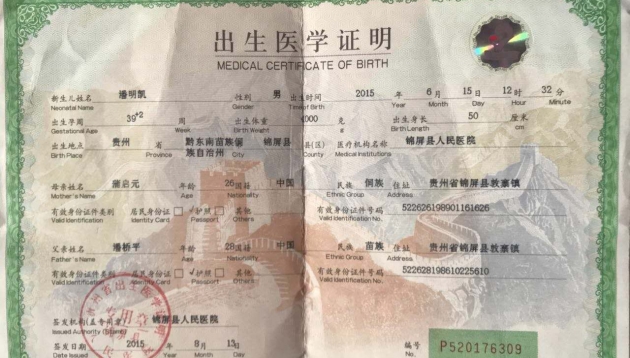 出生医学证明
MEDICAL CERTIFICATE OF BIRTH
新生儿姓名 潘明凯 性别 男 出生时间 2015 年 6 月 15 日 12 时 32 分
Neonatal Name Gender Time of Birth Year Month Day Hour Minute
出生孕周 39+2 周 出生体重 000 克 出生身长 50 厘米
Gestational Age Week Birth Weight g Birth Length cm
出生地点 贵州 省 黔东南苗族侗族自治州 锦屏县 县(区) 医疗机构名称 锦屏县人民医院
Birth Place Province County Medical Institutions
母亲姓名 蒲启元 年龄 26 国籍 中国 民族 侗族 住址 贵州省锦屏县敦寨镇
Mother's Name Age Nationality Ethnic Group Address
有效身份证件类别 居民身份证 护照 其他 有效身份证件号码 522626198901161626
Valid Identification Identity Card Passport Others Valid Identification No.
父亲姓名 潘桥平 年龄 28 国籍 中国 民族 苗族 住址 贵州省锦屏县敦寨镇
Father's Name Age Nationality Ethnic Group Address
有效身份证件类别 居民身份证 护照 其他 有效身份证件号码 522628198610225610
Valid Identification Identity Card Passport Others Valid Identification No.
签发机构(盖专用章) 锦屏县人民医院
Issued Authority
签发日期 2015 年 8 月 13 日 编号 P520176309
Date Issued Year Month Day No.